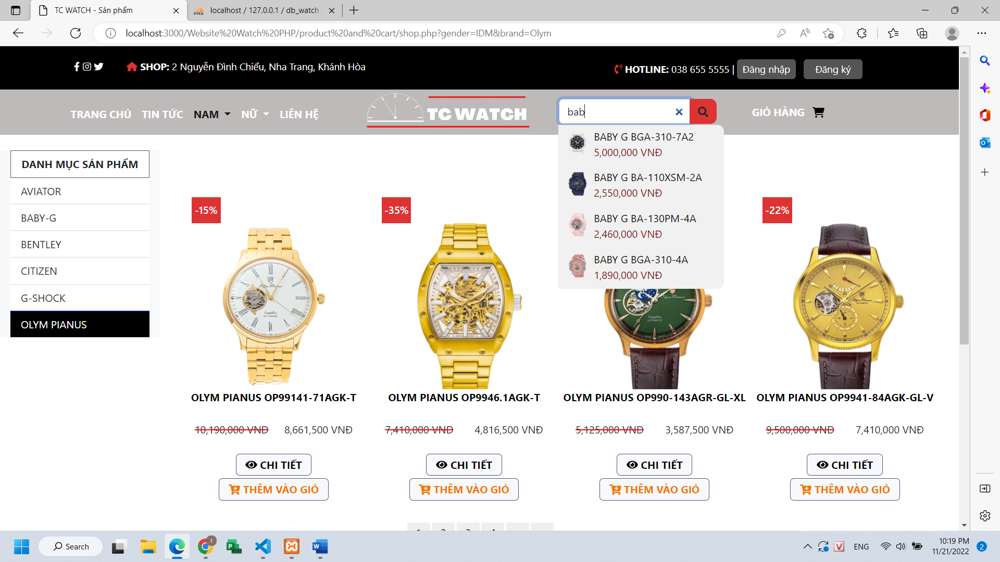 TC WATCH - Sản phẩm
localhost / 127.0.0.1 / db_watch
localhost:3000/Website%20Watch%20PHP/product%20and%20cart/shop.php?gender=IDM&brand=Olym
SHOP: 2 Nguyễn Đình Chiểu, Nha Trang, Khánh Hòa
HOTLINE: 038 655 5555 | Đăng nhập Đăng ký
TRANG CHỦ TIN TỨC NAM NỮ LIÊN HỆ
TC WATCH
bab
GIỎ HÀNG
BABY G BGA-310-7A2
5,000,000 VNĐ
BABY G BA-110XSM-2A
2,550,000 VNĐ
BABY G BA-130PM-4A
2,460,000 VNĐ
BABY G BGA-310-4A
1,890,000 VNĐ
DANH MỤC SẢN PHẨM
AVIATOR
BABY-G
BENTLEY
CITIZEN
G-SHOCK
OLYM PIANUS
-15%
-35%
-22%
OLYM PIANUS OP99141-71AGK-T
OLYM PIANUS OP9946.1AGK-T
OLYM PIANUS OP990-143AGR-GL-XL
OLYM PIANUS OP9941-84AGK-GL-V
10,190,000 VNĐ 8,661,500 VNĐ
7,410,000 VNĐ 4,816,500 VNĐ
5,125,000 VNĐ 3,587,500 VNĐ
9,500,000 VNĐ 7,410,000 VNĐ
CHI TIẾT
CHI TIẾT
CHI TIẾT
CHI TIẾT
THÊM VÀO GIỎ
THÊM VÀO GIỎ
THÊM VÀO GIỎ
THÊM VÀO GIỎ
Search
ENG
10:19 PM
11/21/2022
2